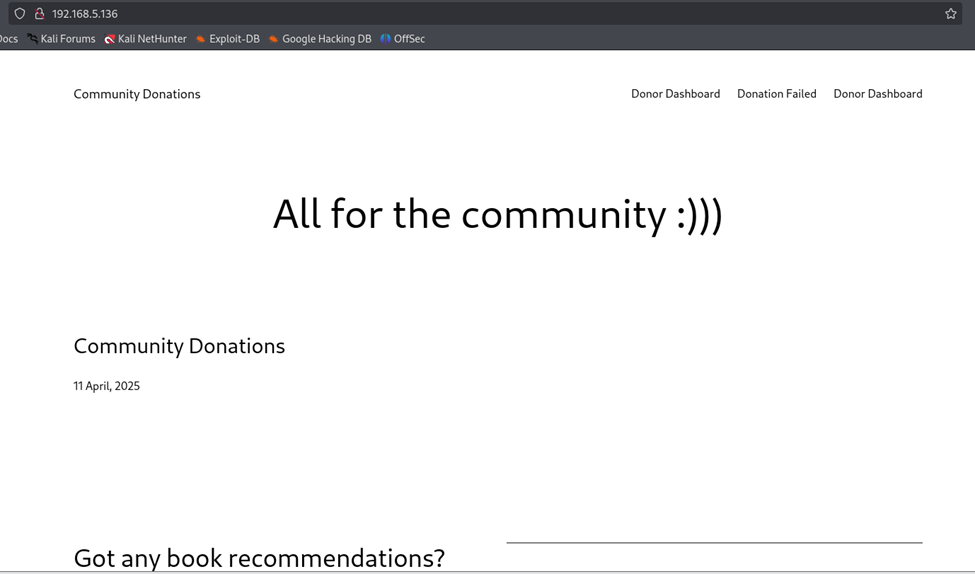 192.168.5.136
Docs Kali Forums Kali NetHunter Exploit-DB Google Hacking DB OffSec
Community Donations Donor Dashboard Donation Failed Donor Dashboard
All for the community :)))
Community Donations
11 April, 2025
Got any book recommendations?